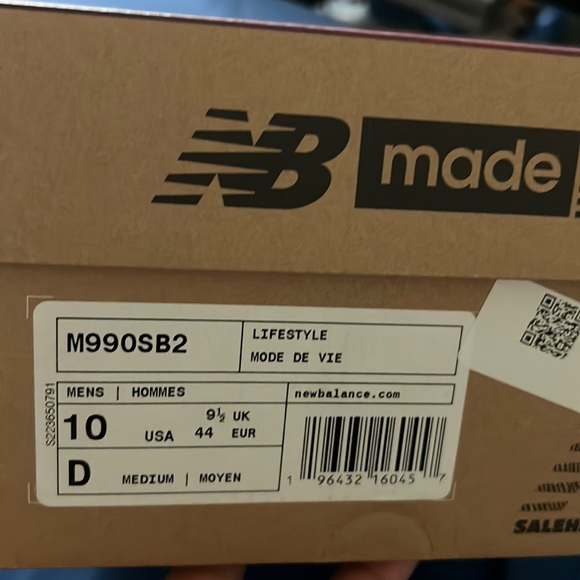 NB made
M990SB2
LIFESTYLE
MODE DE VIE
MENS | HOMMES
newbalance.com
10 USA 9½ UK
44 EUR
D MEDIUM | MOYEN
1 96432 16045 7
S223650791